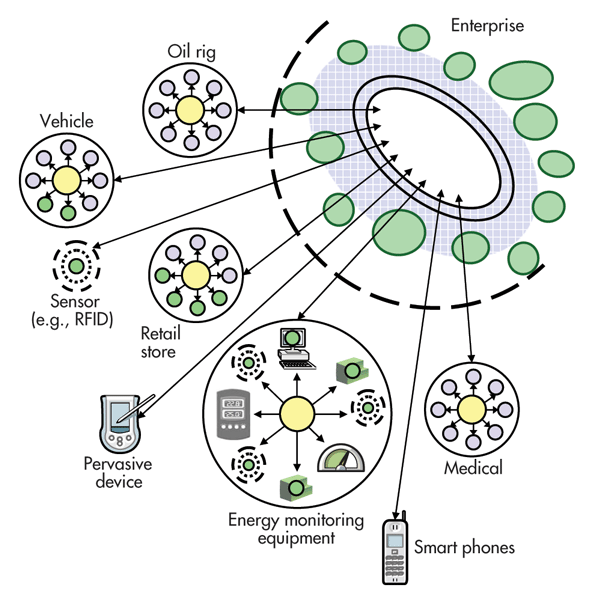 Enterprise
Oil rig
Vehicle
Sensor
(e.g., RFID)
Retail
store
Pervasive
device
Energy monitoring
equipment
Medical
Smart phones